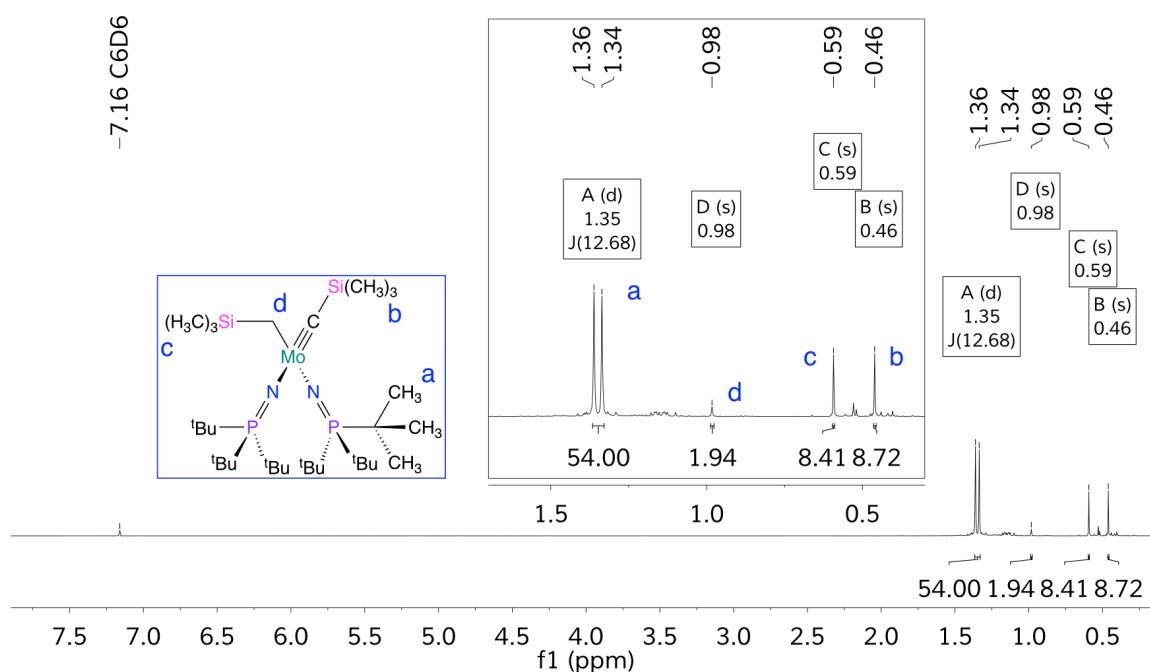 −7.16 C6D6
1.36
1.34
−0.98
−0.59
−0.46
C (s)
0.59
A (d)
1.35
J(12.68)
D (s)
0.98
B (s)
0.46
a
c
b
d
54.00
1.94
8.41
8.72
1.5
1.0
0.5
1.36
1.34
0.98
0.59
0.46
D (s)
0.98
C (s)
0.59
A (d)
1.35
J(12.68)
B (s)
0.46
Si(CH3)3
d
b
(H3C)3Si
C
c
Mo
a
N
N
CH3
tBu
P
P
CH3
tBu
tBu
tBu
tBu
CH3
54.00
1.94
8.41
8.72
7.5
7.0
6.5
6.0
5.5
5.0
4.5
4.0
3.5
3.0
2.5
2.0
1.5
1.0
0.5
f1 (ppm)